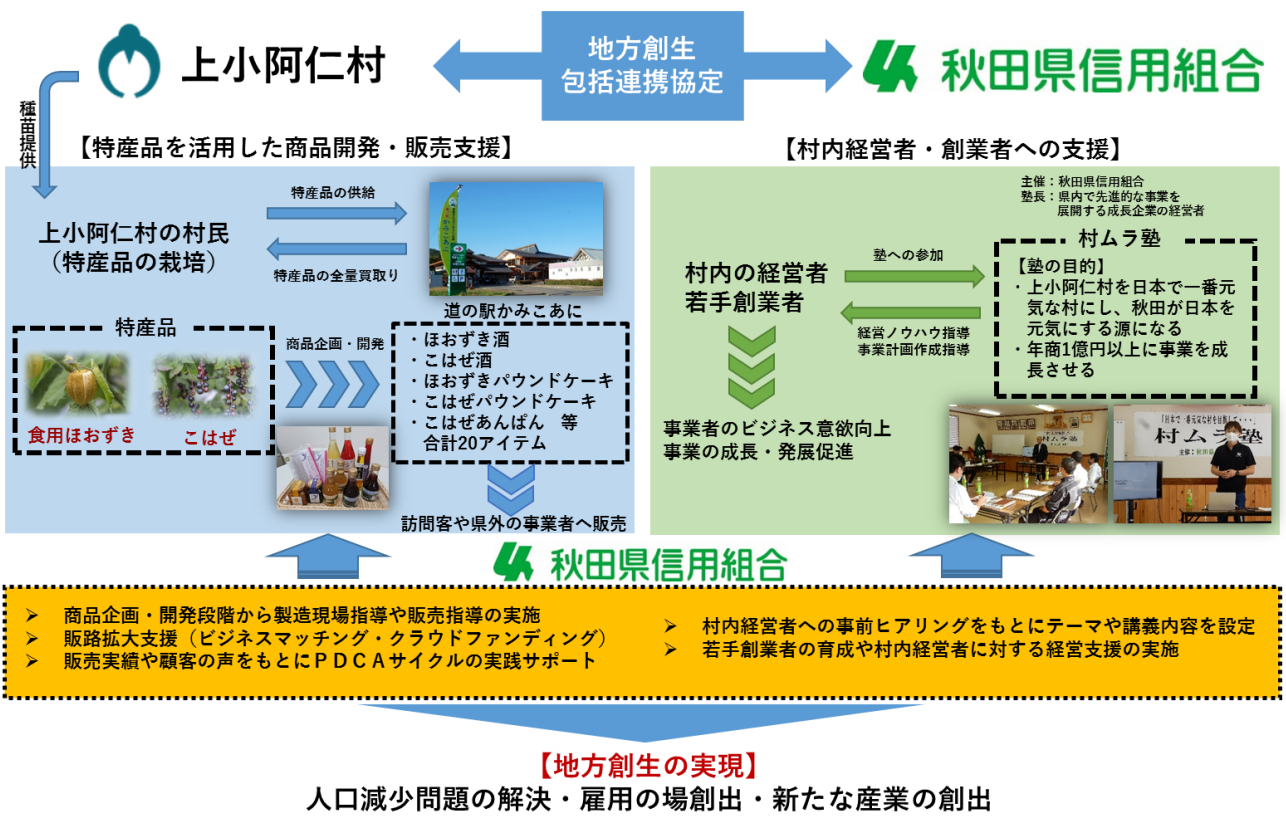 上小阿仁村
地方創生
包括連携協定
秋田県信用組合
種苗提供
【特産品を活用した商品開発・販売支援】
上小阿仁村の村民
（特産品の栽培）
特産品の供給
特産品の全量買取り
道の駅かみこあに
特産品
食用ほおずき
こはぜ
商品企画・開発
・ほおずき酒
・こはぜ酒
・ほおずきパウンドケーキ
・こはぜパウンドケーキ
・こはぜあんぱん　等
合計20アイテム
訪問客や県外の事業者へ販売
【村内経営者・創業者への支援】
主催：秋田県信用組合
塾長：県内で先進的な事業を
展開する成長企業の経営者
村内の経営者
若手創業者
塾への参加
経営ノウハウ指導
事業計画作成指導
村ムラ塾
【塾の目的】
・上小阿仁村を日本で一番元
気な村にし、秋田が日本を
元気にする源になる
・年商1億円以上に事業を成
長させる
事業者のビジネス意欲向上
事業の成長・発展促進
村ムラ塾
村ムラ塾
秋田県信用組合
➢ 商品企画・開発段階から製造現場指導や販売指導の実施
➢ 販路拡大支援（ビジネスマッチング・クラウドファンディング）
➢ 販売実績や顧客の声をもとにＰＤＣＡサイクルの実践サポート
➢ 村内経営者への事前ヒアリングをもとにテーマや講義内容を設定
➢ 若手創業者の育成や村内経営者に対する経営支援の実施
【地方創生の実現】
人口減少問題の解決・雇用の場創出・新たな産業の創出